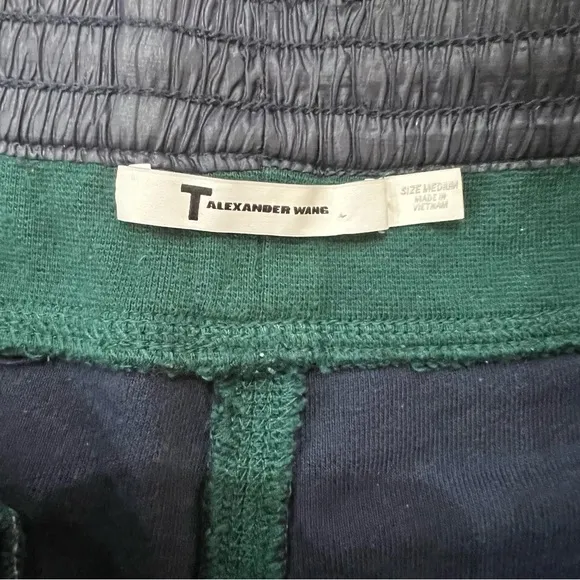 T ALEXANDER WANG
SIZE MEDIUM
MADE IN
VIETNAM